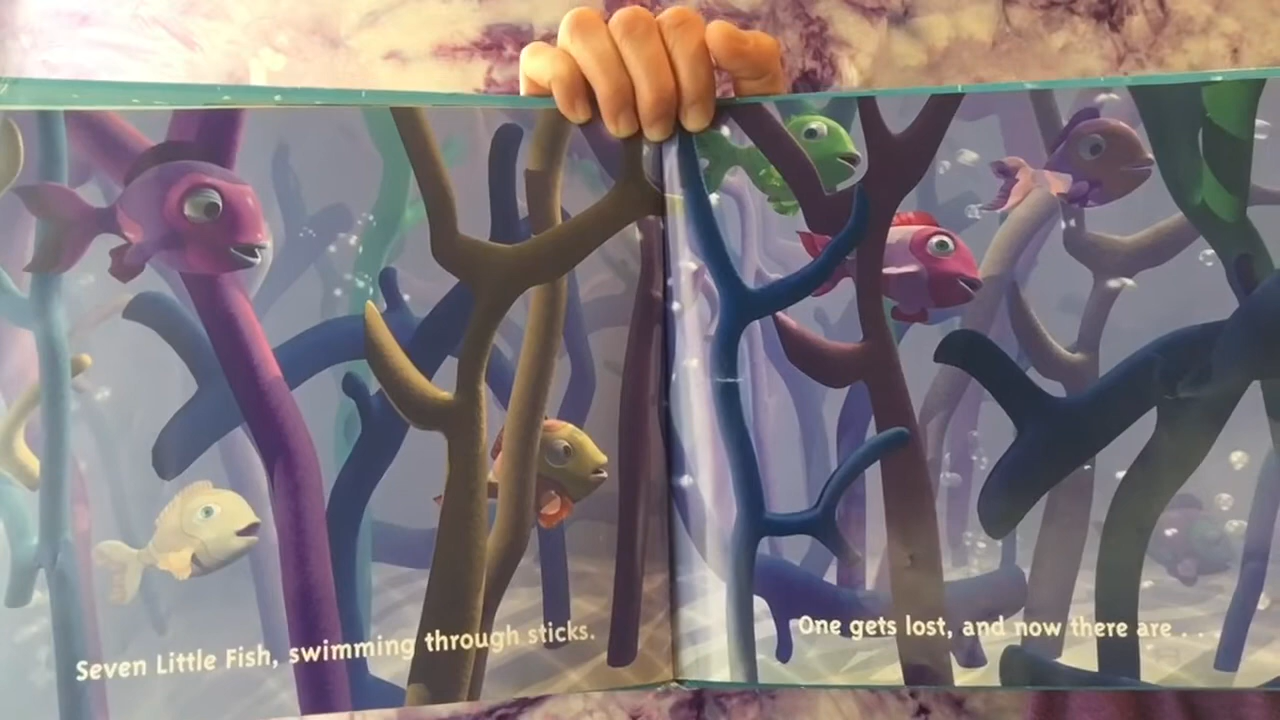 Seven Little Fish, swimming through sticks.
One gets lost, and now there are . . .